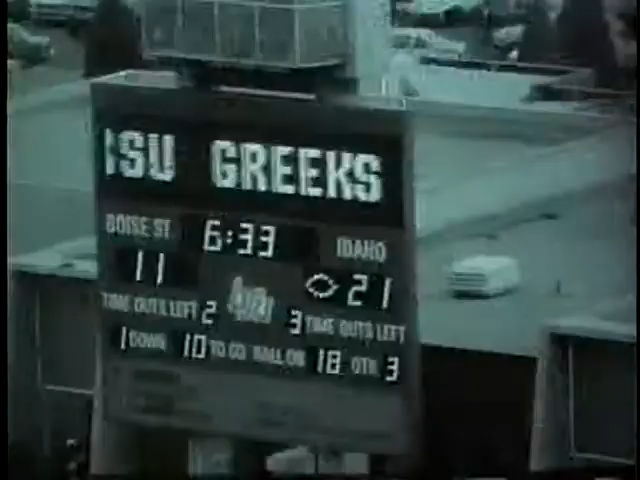 ISU GREEKS
BOISE ST. 6:33 IDAHO
11 21
TIME OUTS LEFT 2 3 TIME OUTS LEFT
1 DOWN 10 TO GO BALL ON 18 QTR 3